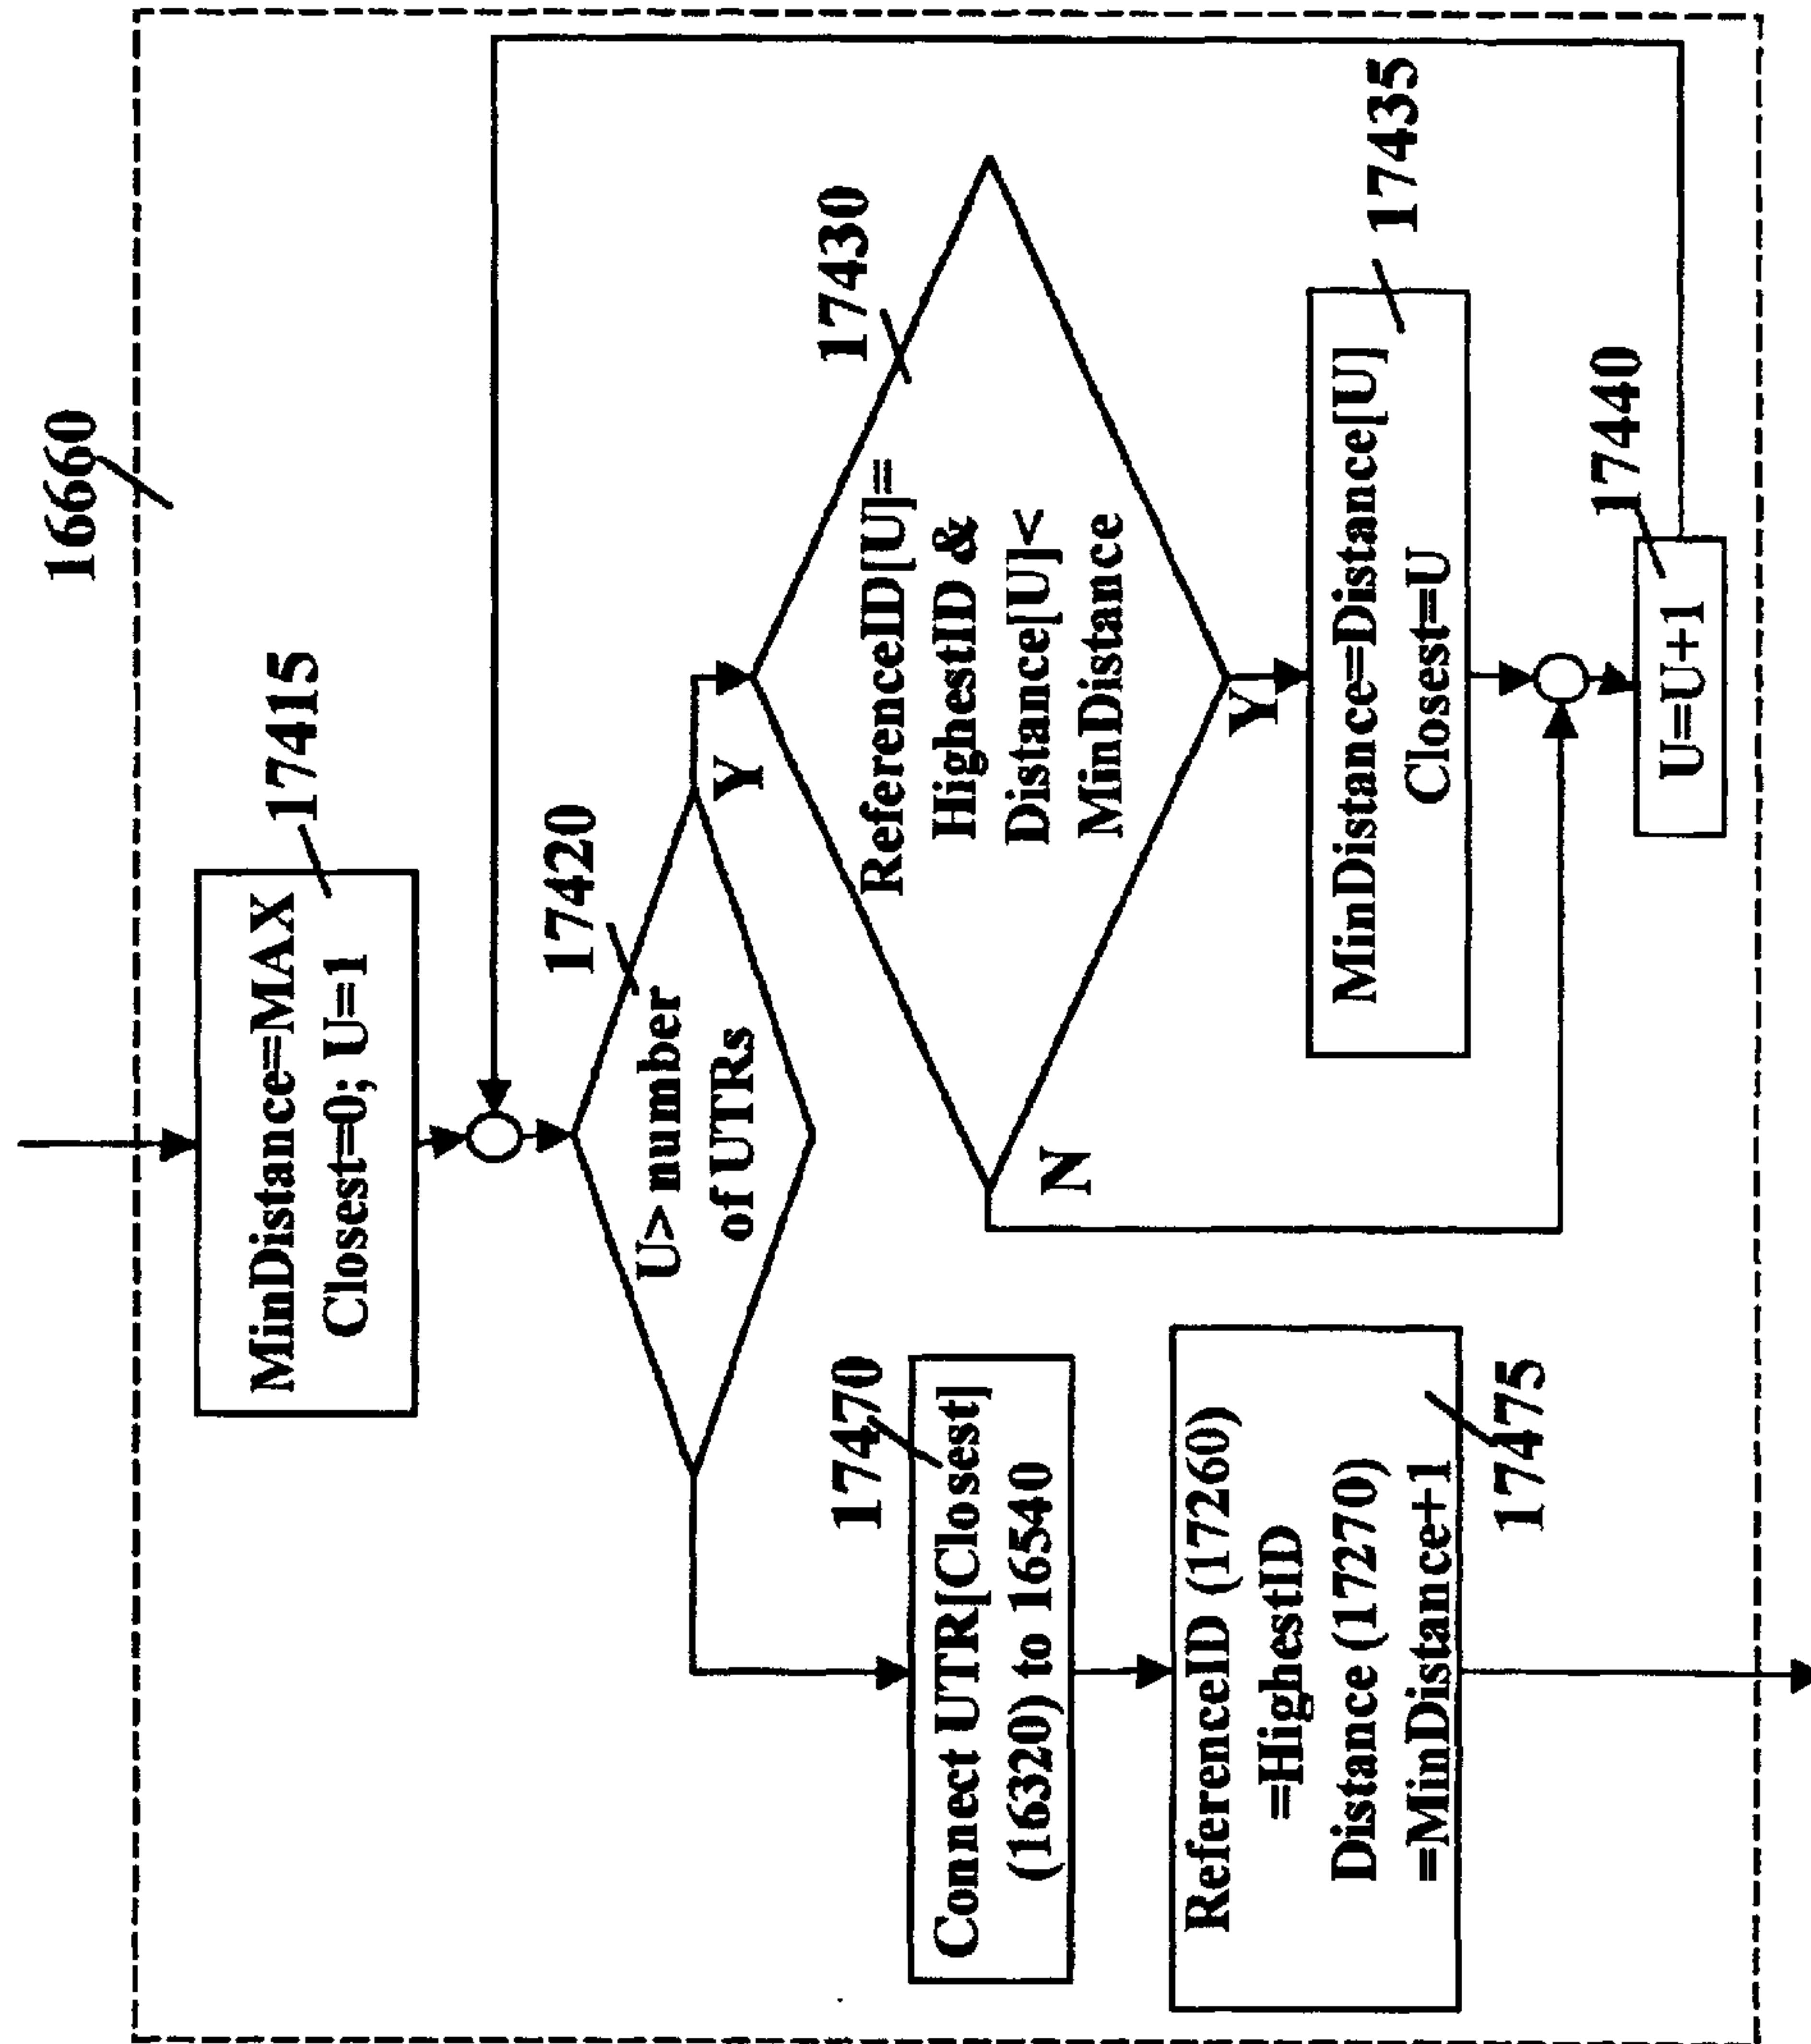 16660
MinDistance=MAX
Closest=0; U=1
17415
U> number
of UTRs
17420
Y
ReferenceID[U]=
HighestID &
Distance[U]<
MinDistance
17430
N
Y
MinDistance=Distance[U]
Closest=U
17435
U=U+1
17440
Connect UTR[Closest]
(16320) to 16540
17470
ReferenceID (17260)
=HighestID
Distance (17270)
=MinDistance+1
17475